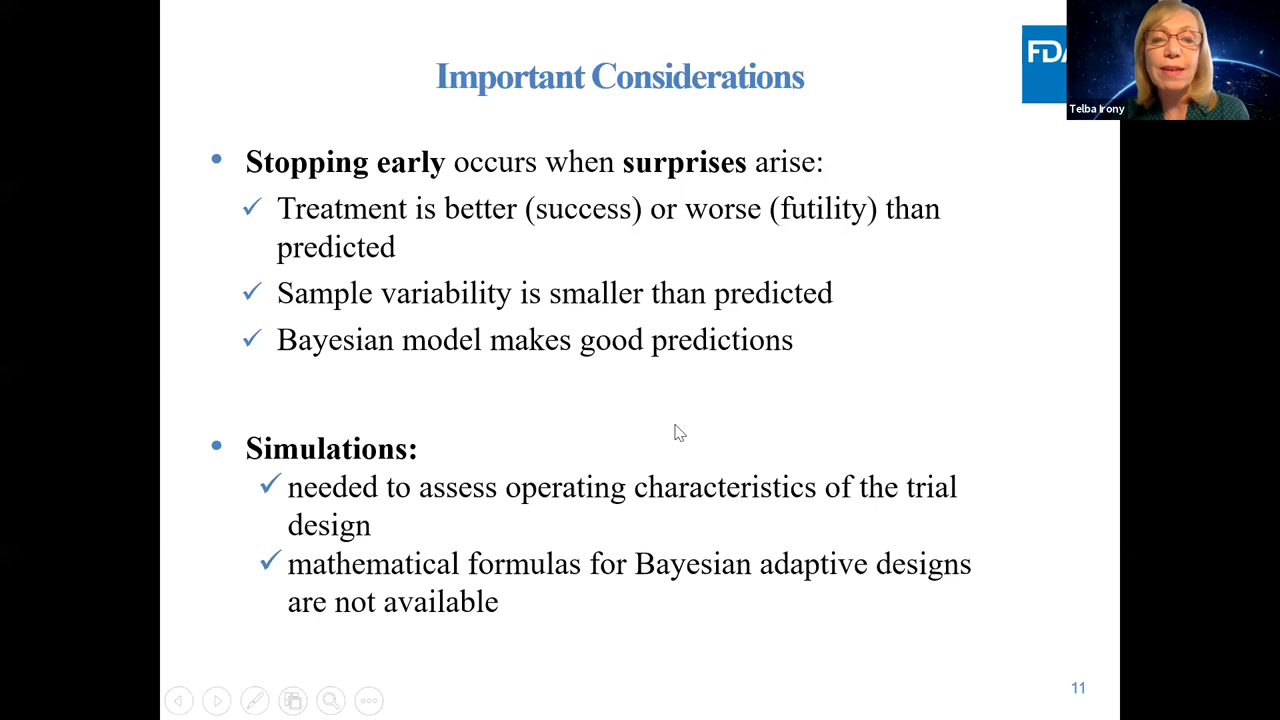 Important Considerations
FDA
Telba Irony
Stopping early occurs when surprises arise:
Treatment is better (success) or worse (futility) than
predicted
Sample variability is smaller than predicted
Bayesian model makes good predictions
Simulations:
needed to assess operating characteristics of the trial
design
mathematical formulas for Bayesian adaptive designs
are not available
11